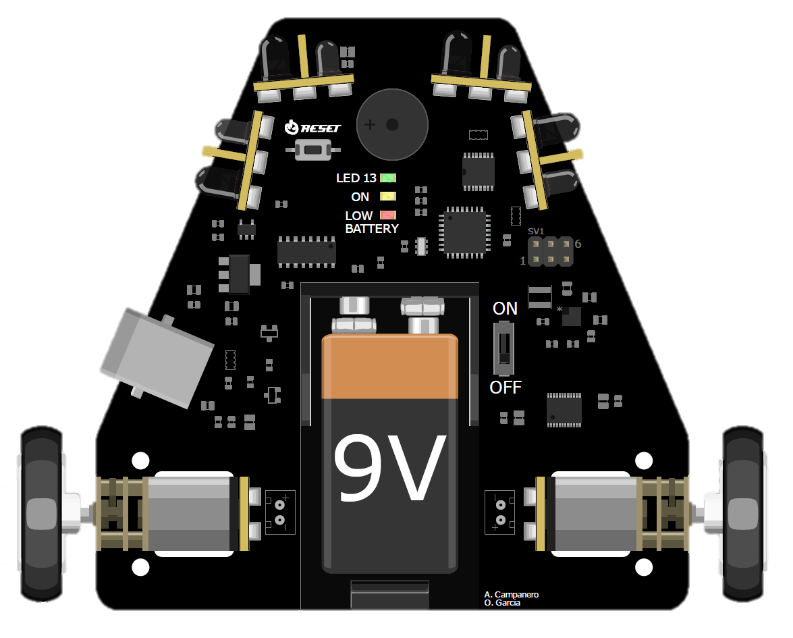 RESET
+
LED 13
ON
LOW
BATTERY
SV1
6
1
*
ON
OFF
9V
+
-
+
-
A. Campanero
O. Garcia